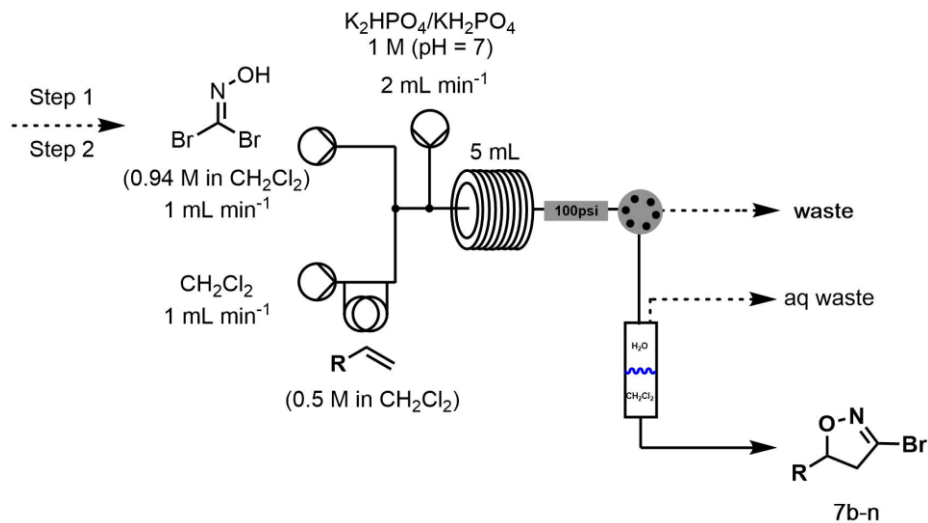 K₂HPO₄/KH₂PO₄
1 M (pH = 7)
2 mL min⁻¹
Step 1
Step 2
N
OH
Br
Br
(0.94 M in CH₂Cl₂)
1 mL min⁻¹
5 mL
100psi
waste
CH₂Cl₂
1 mL min⁻¹
aq waste
R
(0.5 M in CH₂Cl₂)
H₂O
CH₂Cl₂
O
N
Br
R
7b-n